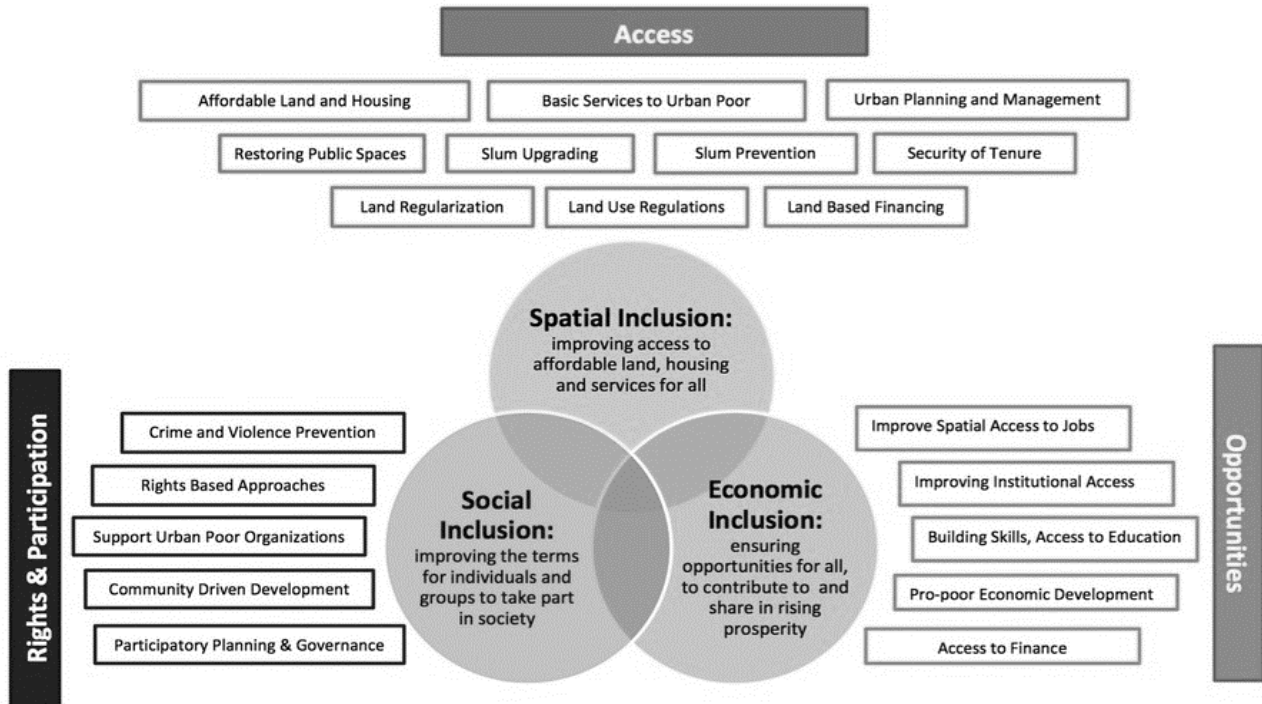 Access
Affordable Land and Housing
Basic Services to Urban Poor
Urban Planning and Management
Restoring Public Spaces
Slum Upgrading
Slum Prevention
Security of Tenure
Land Regularization
Land Use Regulations
Land Based Financing
Spatial Inclusion:
improving access to
affordable land, housing
and services for all
Rights & Participation
Crime and Violence Prevention
Rights Based Approaches
Support Urban Poor Organizations
Community Driven Development
Participatory Planning & Governance
Social
Inclusion:
improving the terms
for individuals and
groups to take part
in society
Economic
Inclusion:
ensuring
opportunities for all,
to contribute to and
share in rising
prosperity
Improve Spatial Access to Jobs
Improving Institutional Access
Building Skills, Access to Education
Pro-poor Economic Development
Access to Finance
Opportunities